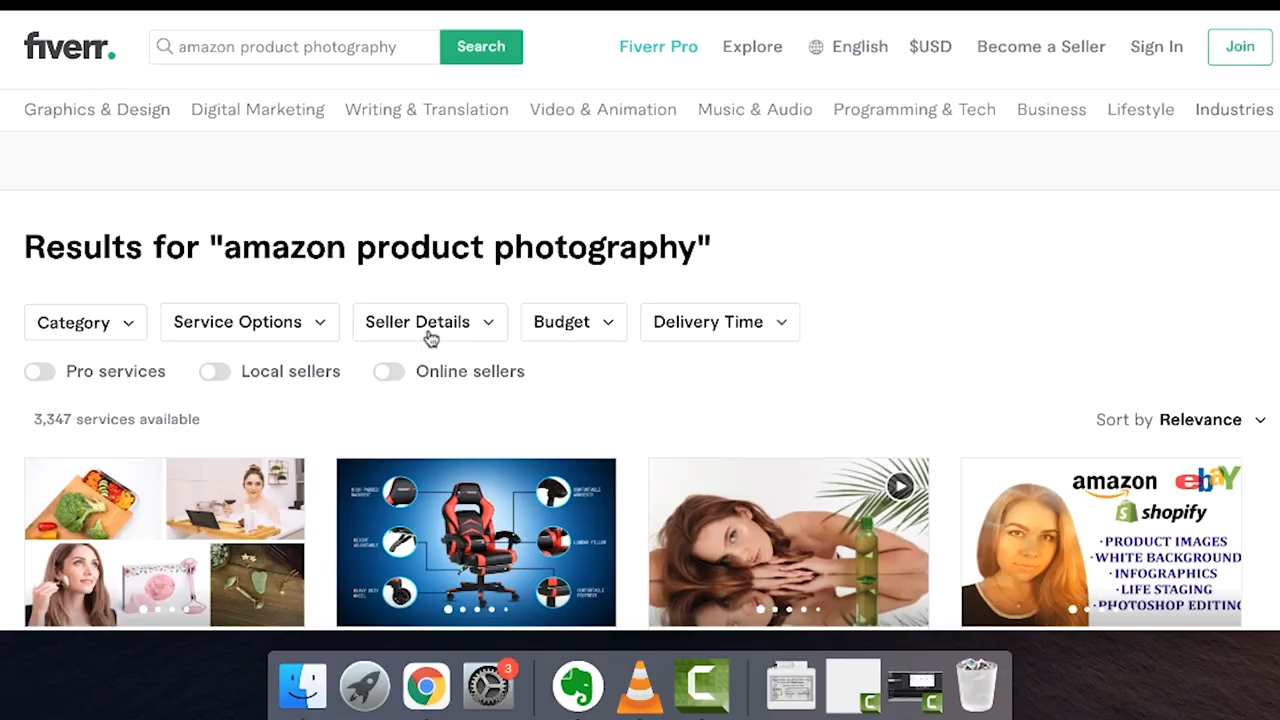 fiverr.
amazon product photography
Search
Fiverr Pro
Explore
English
$USD
Become a Seller
Sign In
Join
Graphics & Design
Digital Marketing
Writing & Translation
Video & Animation
Music & Audio
Programming & Tech
Business
Lifestyle
Industries
Results for "amazon product photography"
Category
Service Options
Seller Details
Budget
Delivery Time
Pro services
Local sellers
Online sellers
3,347 services available
Sort by Relevance
amazon ebay
shopify
·PRODUCT IMAGES
·WHITE BACKGROUND
·INFOGRAPHICS
·LIFE STAGING
·PHOTOSHOP EDITING
3